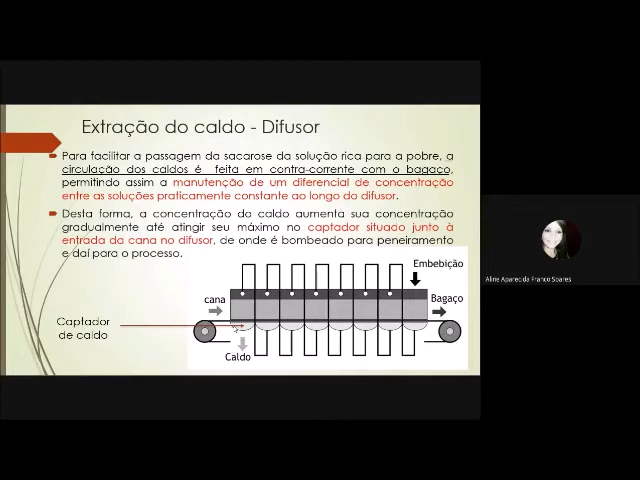 Extração do caldo - Difusor
Para facilitar a passagem da sacarose da solução rica para a pobre, a
circulação dos caldos é feita em contra-corrente com o bagaço,
permitindo assim a manutenção de um diferencial de concentração
entre as soluções praticamente constante ao longo do difusor.
Desta forma, a concentração do caldo aumenta sua concentração
gradualmente até atingir seu máximo no captador situado junto à
entrada da cana no difusor, de onde é bombeado para peneiramento
e daí para o processo.
Embebição
cana
Bagaço
Captador
de caldo
Caldo
Aline Aparecida Franco Soares